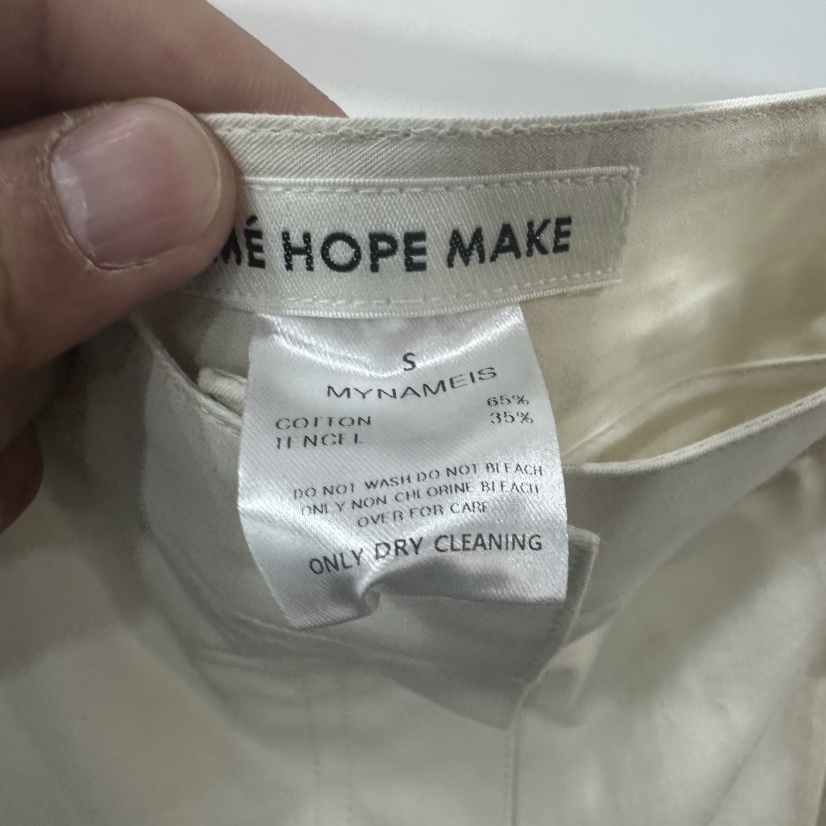 MÉ HOPE MAKE
S
MYNAMEIS
65%
COTTON 35%
TENCEL
DO NOT WASH DO NOT BLEACH
ONLY NON CHLORINE BLEACH
OVER FOR CARE
ONLY DRY CLEANING